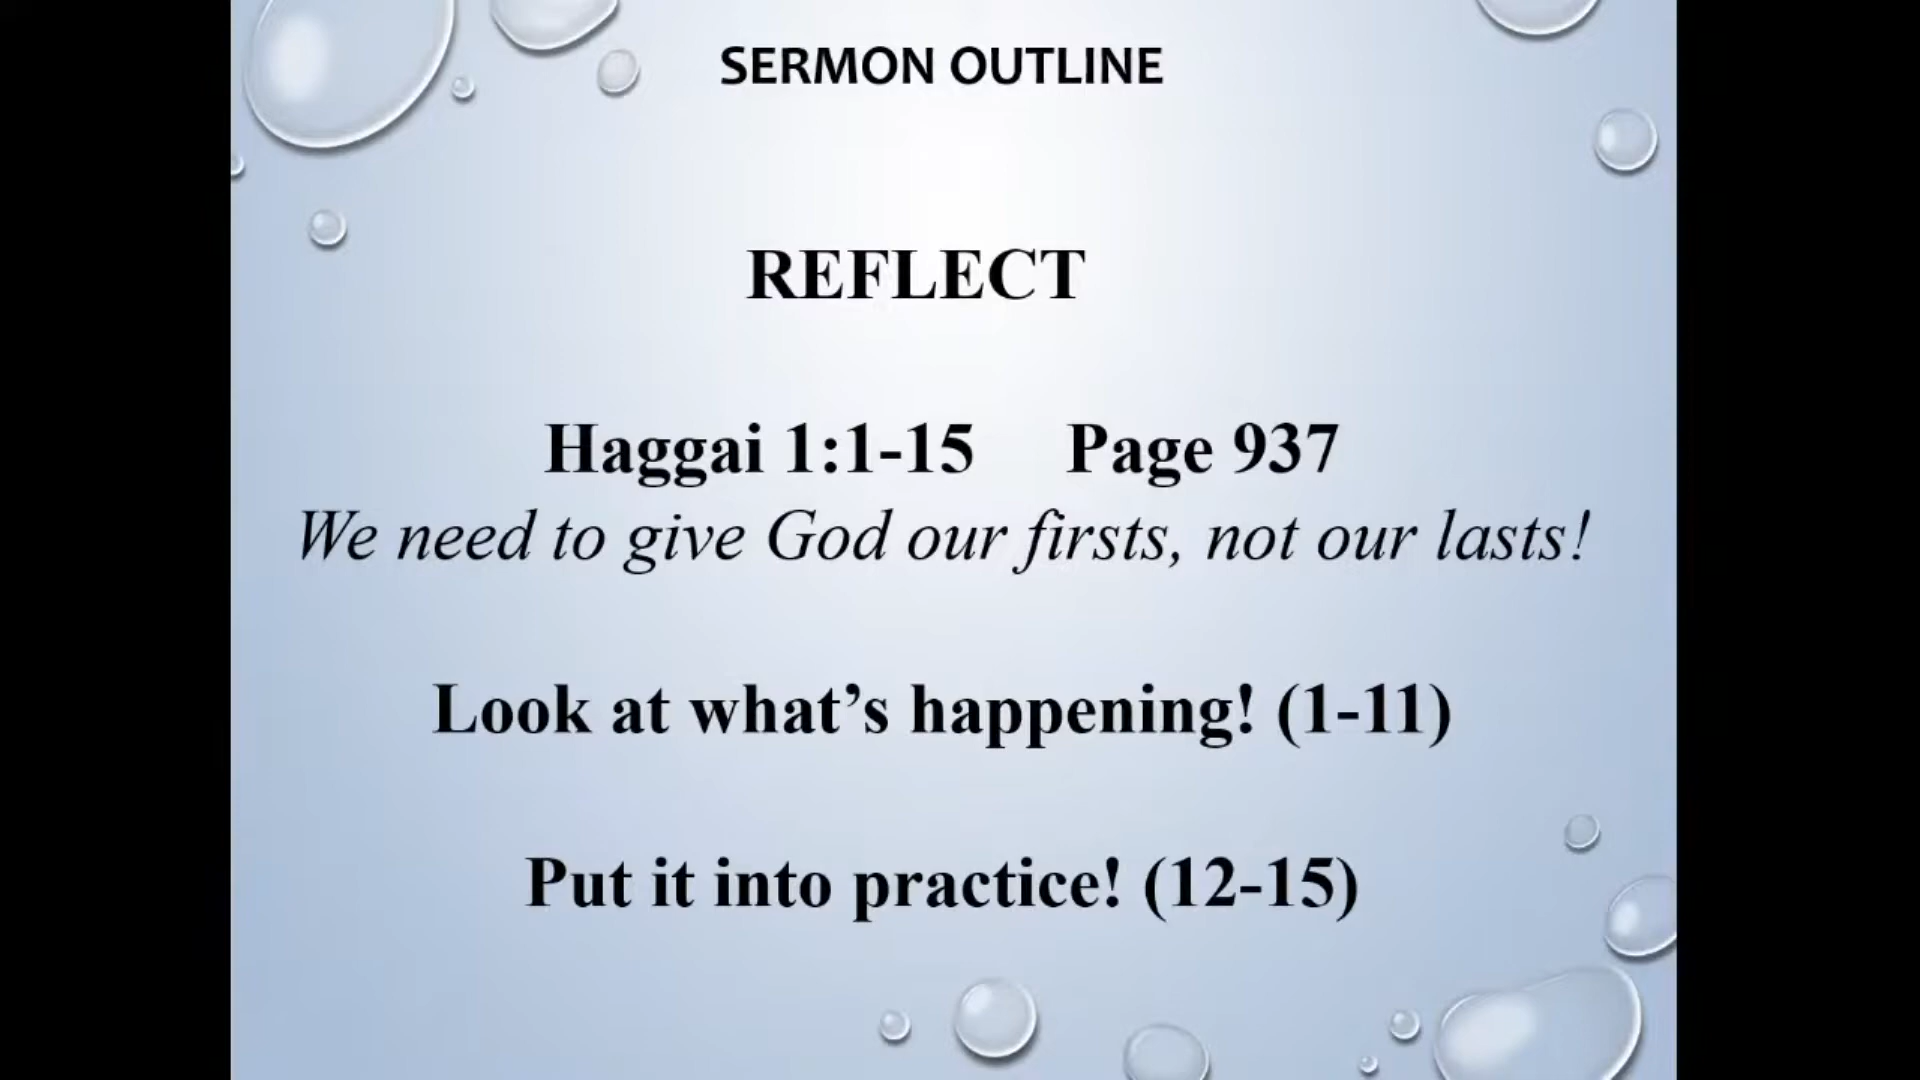 SERMON OUTLINE
REFLECT
Haggai 1:1-15 Page 937
We need to give God our firsts, not our lasts!
Look at what’s happening! (1-11)
Put it into practice! (12-15)